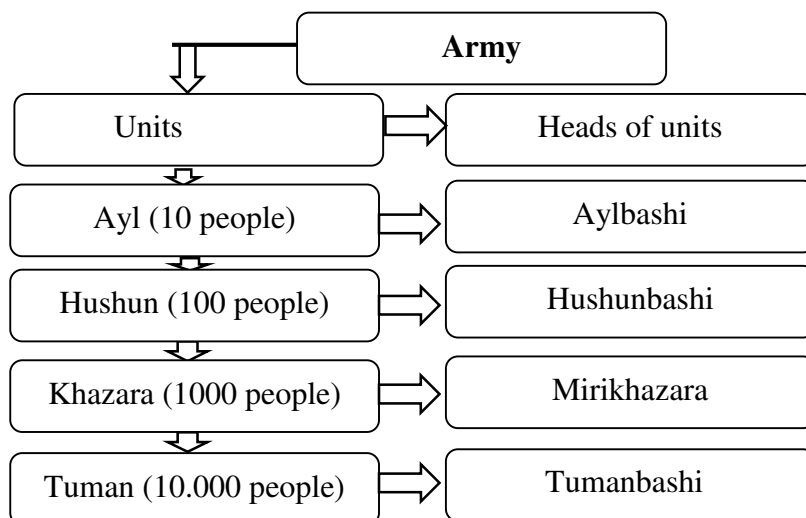 Army
Units
Heads of units
Ayl (10 people)
Aylbashi
Hushun (100 people)
Hushunbashi
Khazara (1000 people)
Mirikhazara
Tuman (10.000 people)
Tumanbashi